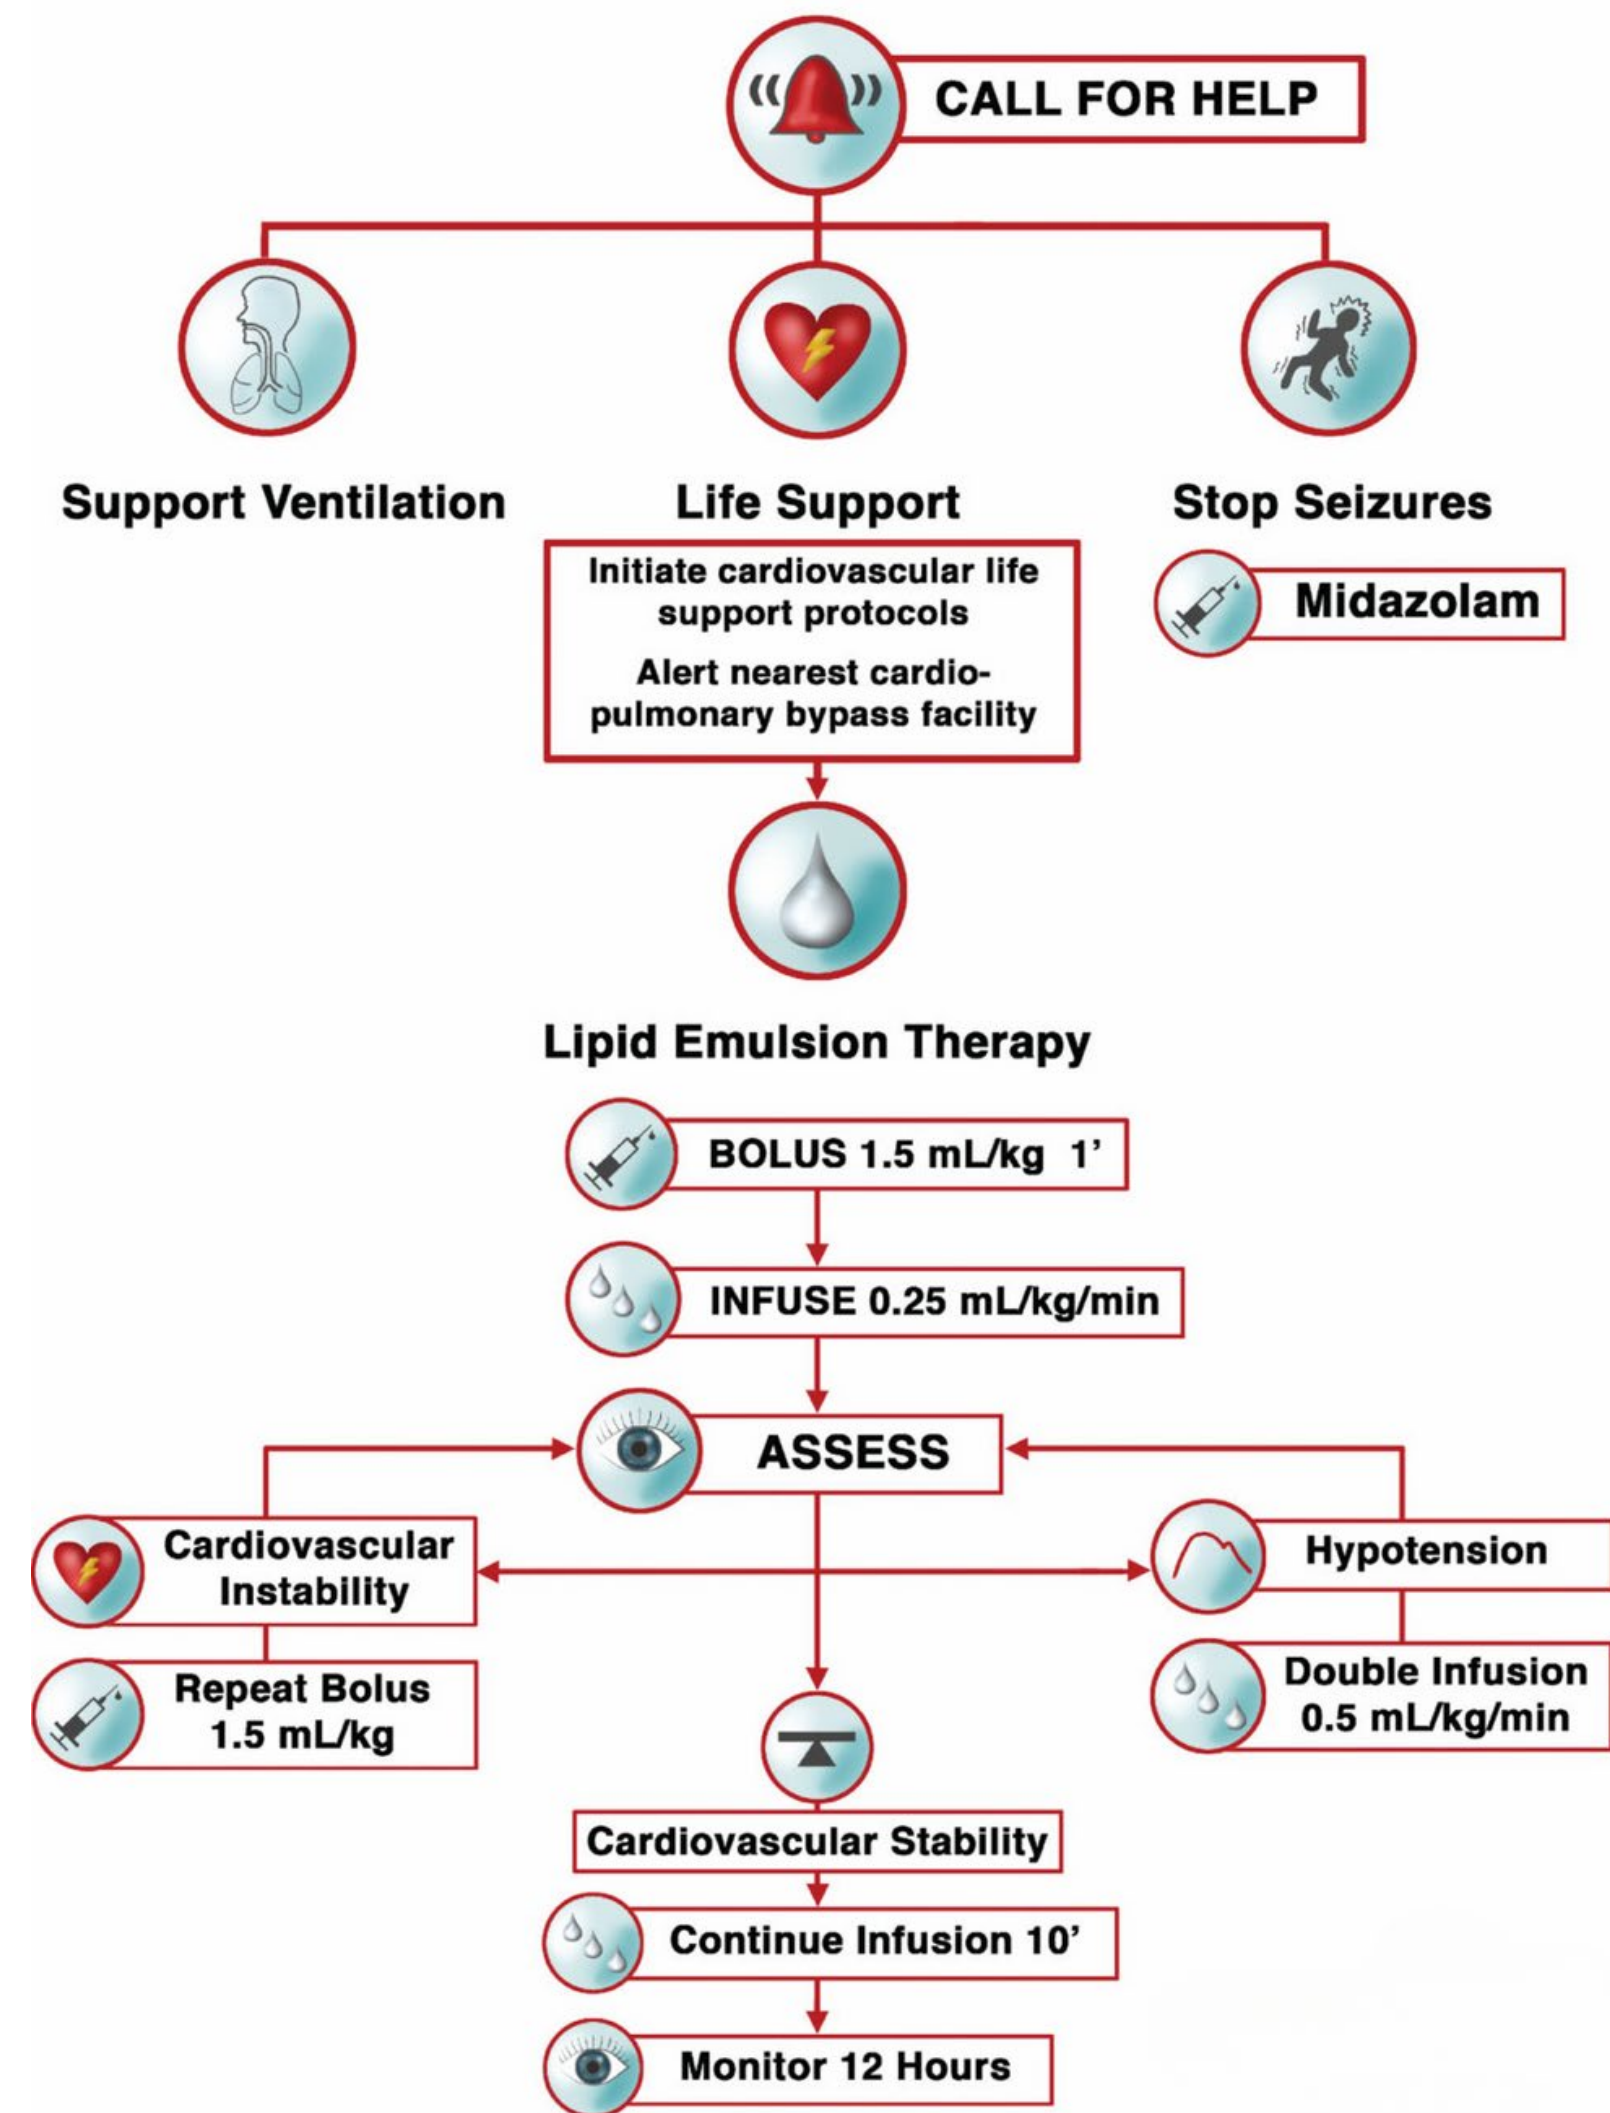 CALL FOR HELP
Support Ventilation
Life Support
Stop Seizures
Initiate cardiovascular life
support protocols
Alert nearest cardio-
pulmonary bypass facility
Midazolam
Lipid Emulsion Therapy
BOLUS 1.5 mL/kg 1’
INFUSE 0.25 mL/kg/min
ASSESS
Cardiovascular
Instability
Repeat Bolus
1.5 mL/kg
Hypotension
Double Infusion
0.5 mL/kg/min
Cardiovascular Stability
Continue Infusion 10’
Monitor 12 Hours